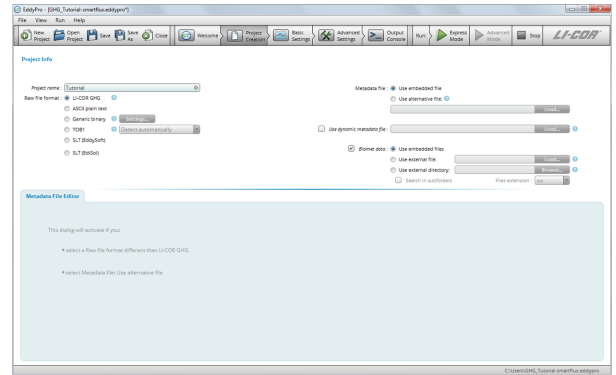 EddyPro - [GHG_Tutorial-smartflux.eddypro*]
File View Run Help
New Project
Open Project
Save
Save As
Close
Welcome
Project Creation
Basic Settings
Advanced Settings
Output Console
Run:
Express Mode
Advanced Mode
Stop
LI-COR
Project Info
Project name : Tutorial
Raw file format : LI-COR GHG
ASCII plain text
Generic binary Settings...
TOB1 Detect automatically
SLT (EddySoft)
SLT (EdiSol)
Metadata file : Use embedded file
Use alternative file:
Load...
Use dynamic metadata file : Load...
Biomet data : Use embedded files
Use external file: Load...
Use external directory: Browse...
Search in subfolders Files extension :
Metadata File Editor
This dialog will activate if you:
• select a Raw file format different than LI-COR GHG
• select Metadata file: Use alternative file
C:\Users\GHG_Tutorial-smartflux.eddypro